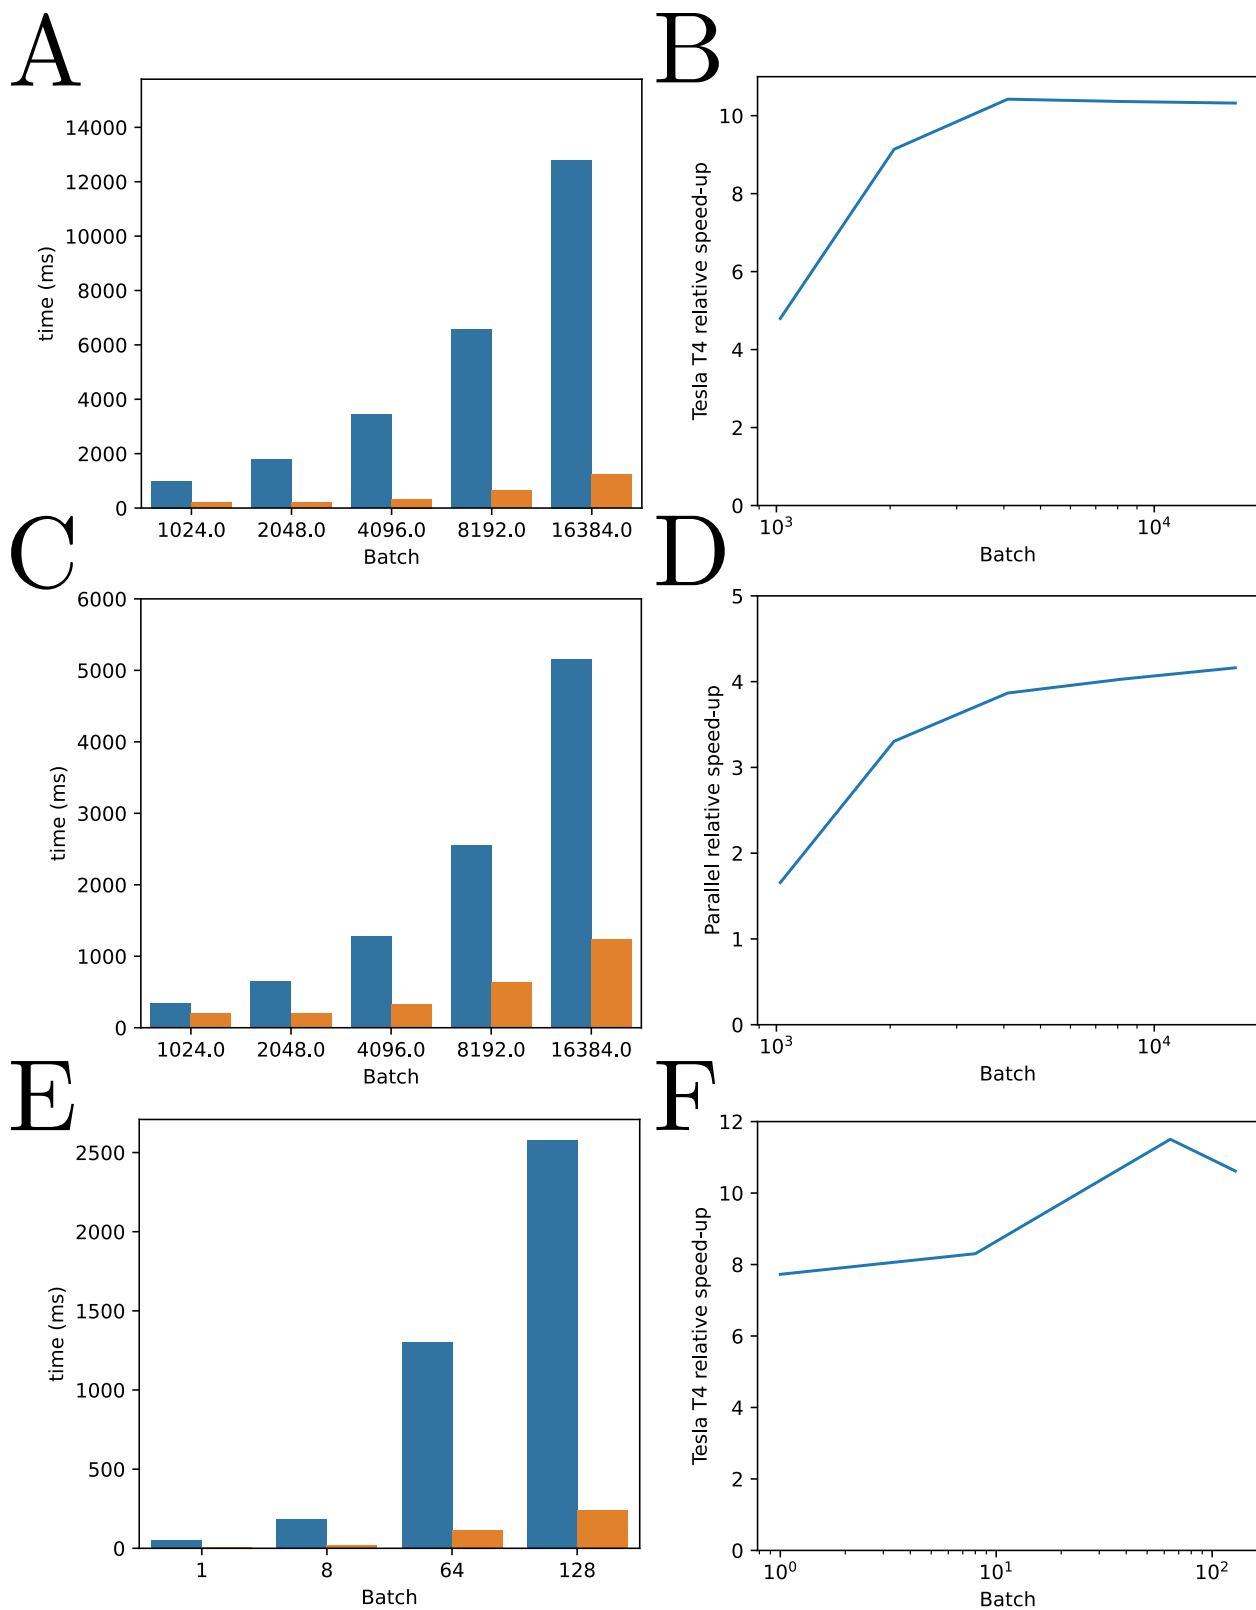 A
14000
12000
10000
8000
6000
4000
2000
0
time (ms)
1024.0 2048.0 4096.0 8192.0 16384.0
Batch
B
10
8
6
4
2
0
Tesla T4 relative speed-up
10³ 10⁴
Batch
C
6000
5000
4000
3000
2000
1000
0
time (ms)
1024.0 2048.0 4096.0 8192.0 16384.0
Batch
D
5
4
3
2
1
0
Parallel relative speed-up
10³ 10⁴
Batch
E
2500
2000
1500
1000
500
0
time (ms)
1 8 64 128
Batch
F
12
10
8
6
4
2
0
Tesla T4 relative speed-up
10⁰ 10¹ 10²
Batch